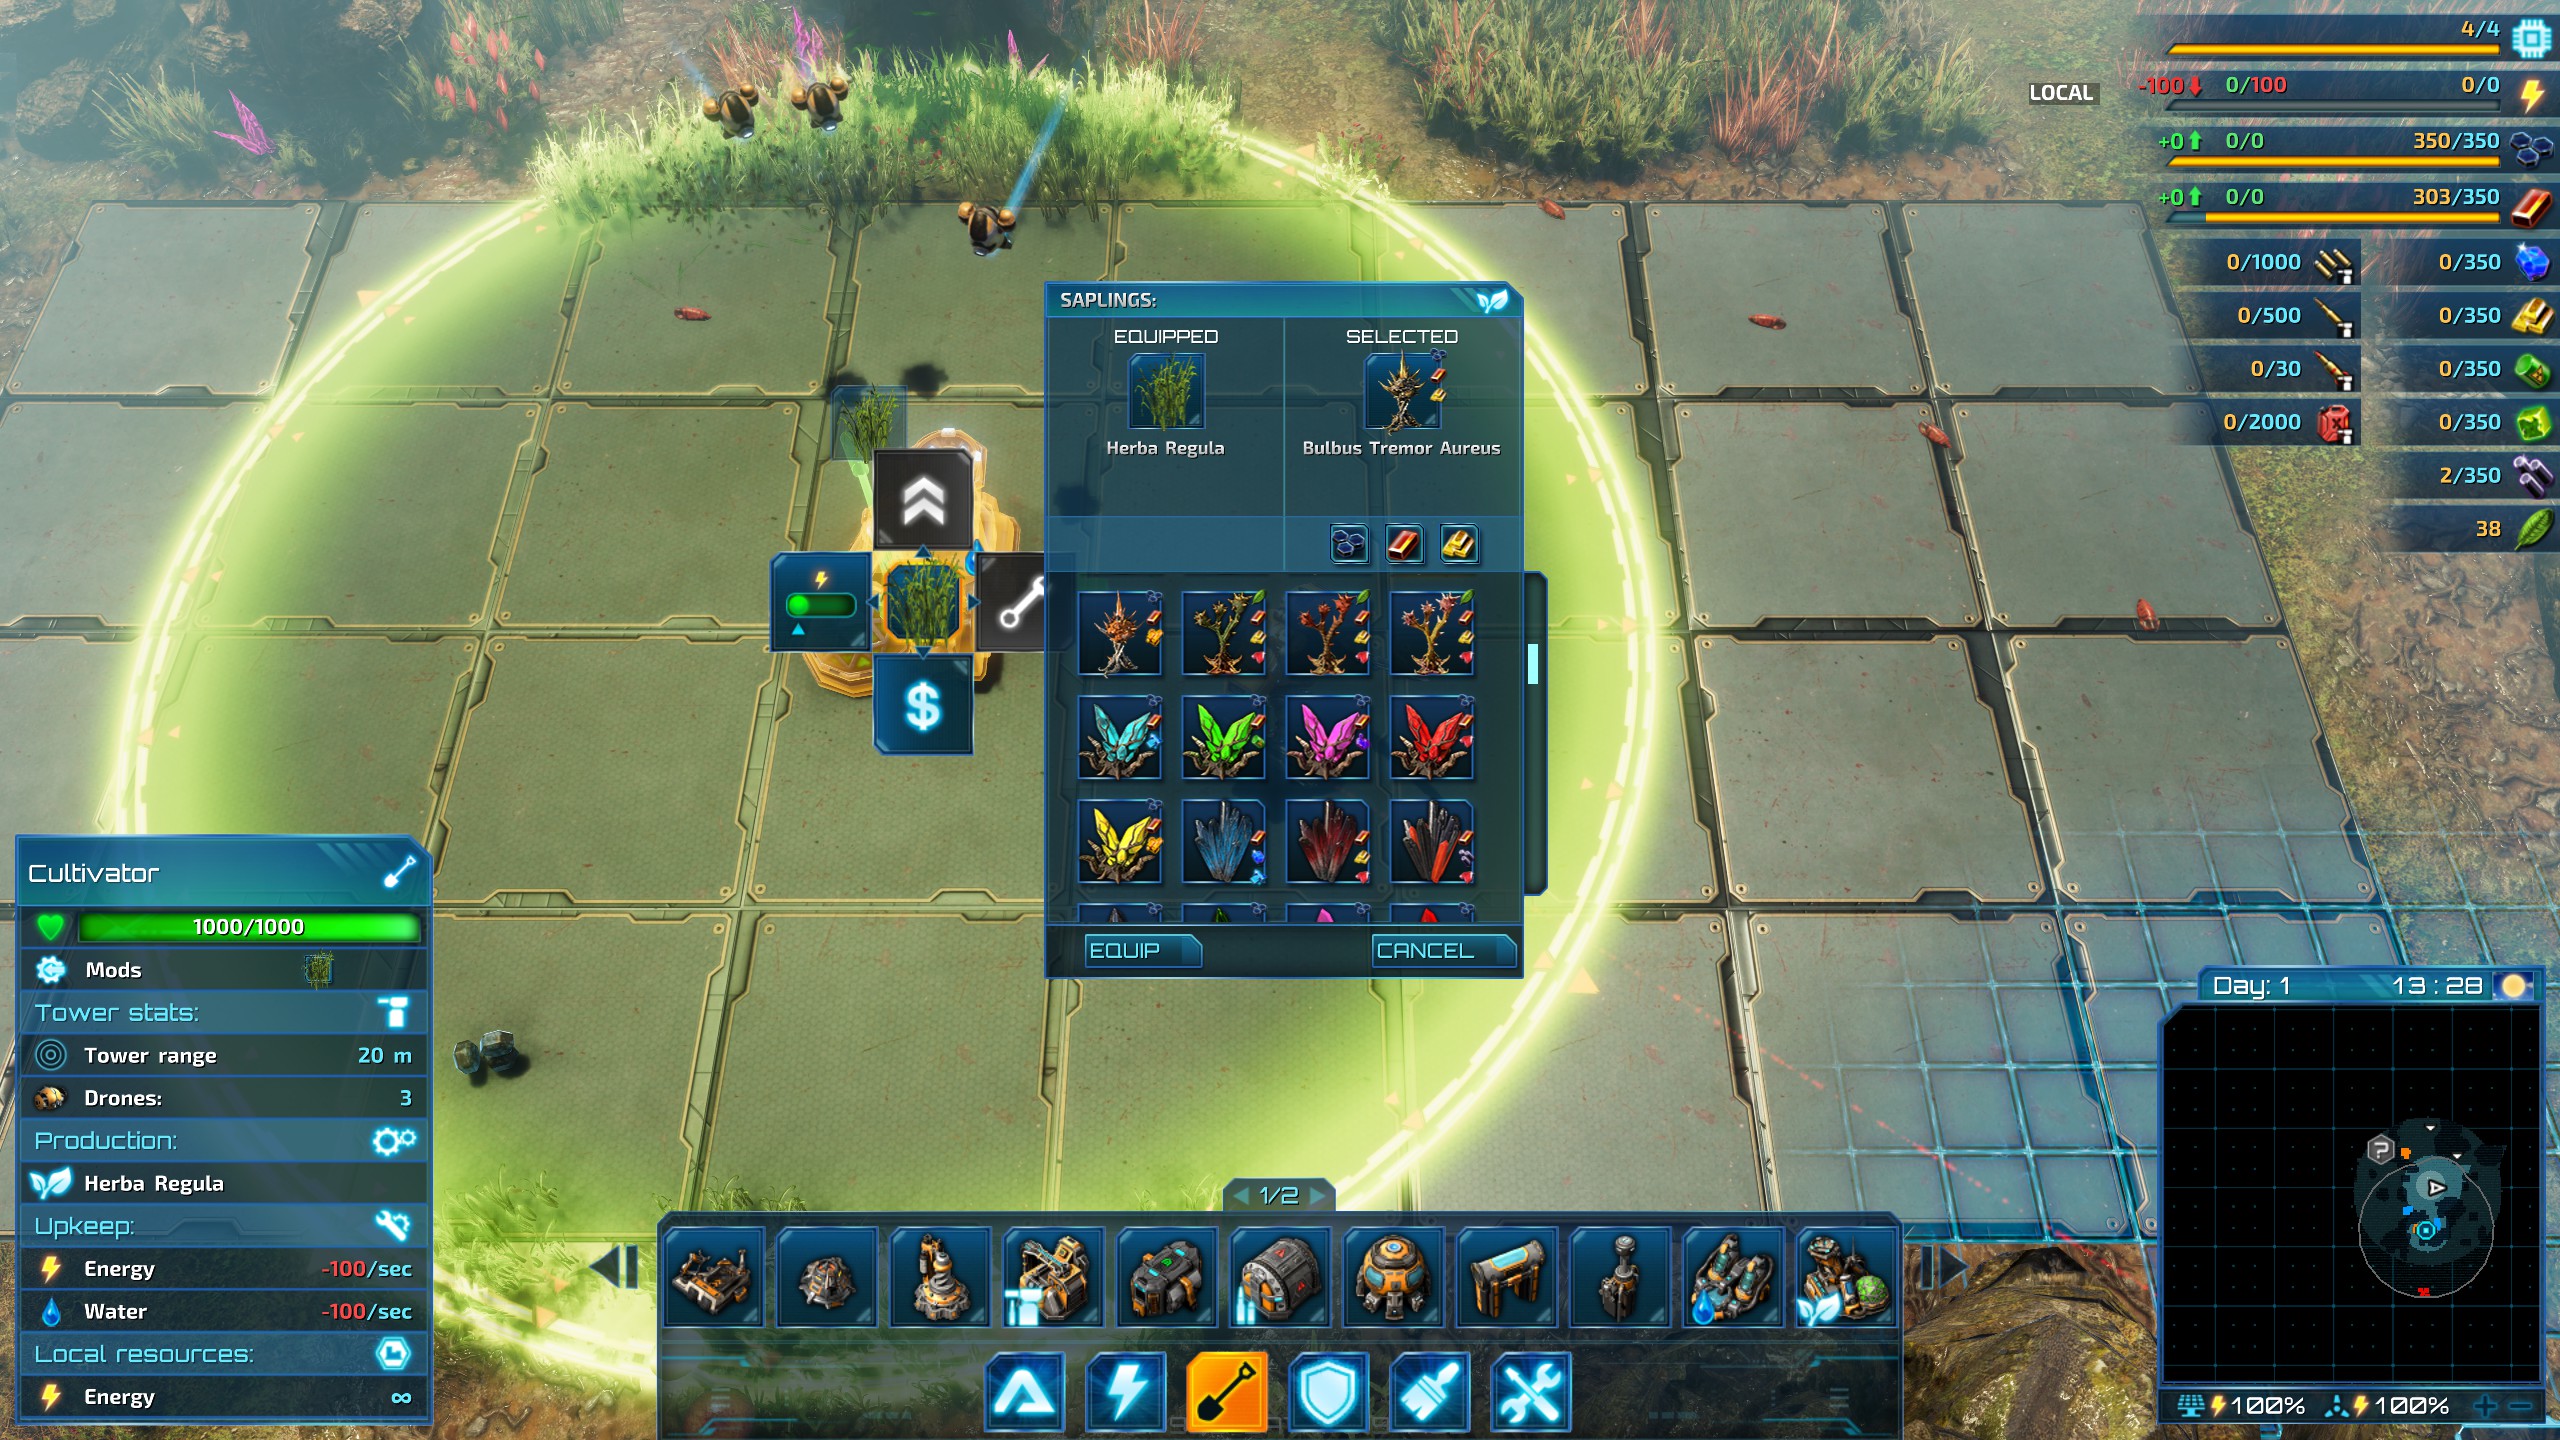 4/4
LOCAL
-100 0/100 0/0
+0 0/0 350/350
+0 0/0 303/350
0/1000 0/350
0/500 0/350
0/30 0/350
0/2000 0/350
2/350
38
SAPLINGS:
EQUIPPED
SELECTED
Herba Regula
Bulbus Tremor Aureus
$
EQUIP
CANCEL
Cultivator
1000/1000
Mods
Tower stats:
Tower range 20 m
Drones: 3
Production:
Herba Regula
Upkeep:
Energy -100/sec
Water -100/sec
Local resources:
Energy ∞
1/2
Day: 1 13:28
?
100% 100%